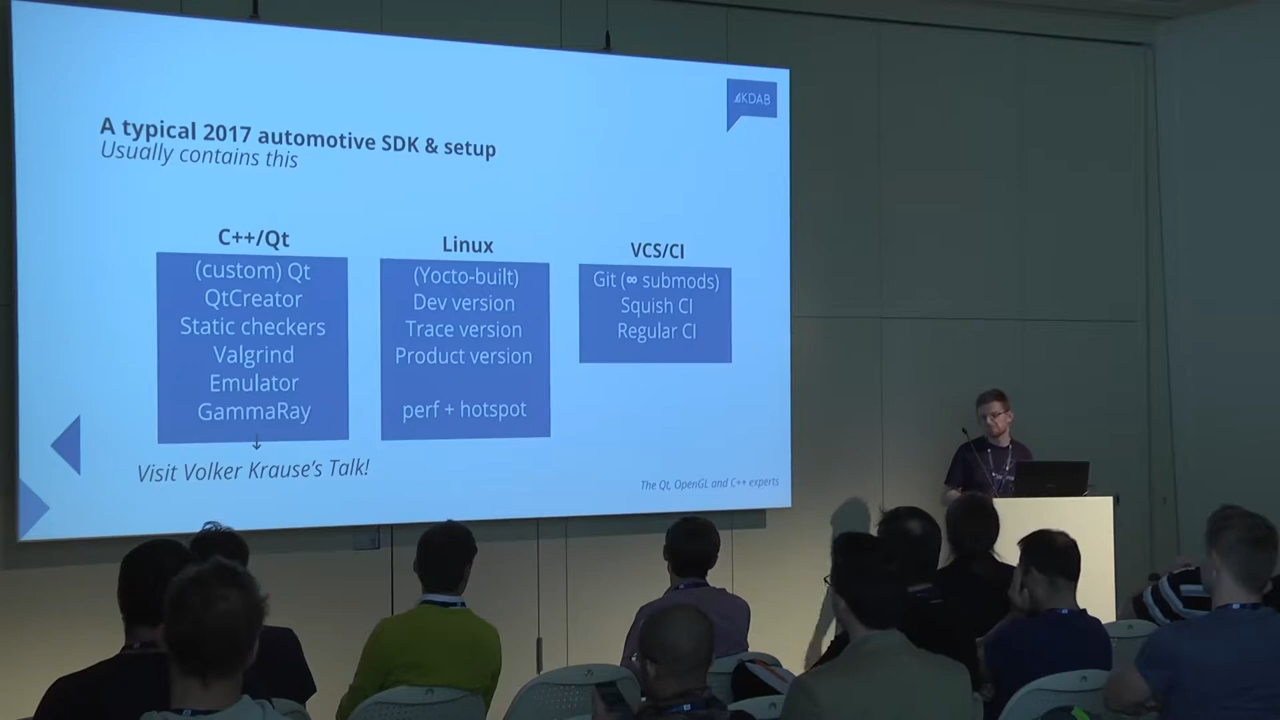 KDAB
A typical 2017 automotive SDK & setup
Usually contains this
C++/Qt
(custom) Qt
QtCreator
Static checkers
Valgrind
Emulator
GammaRay
↓
Visit Volker Krause's Talk!
Linux
(Yocto-built)
Dev version
Trace version
Product version
perf + hotspot
VCS/CI
Git (∞ submods)
Squish CI
Regular CI
The Qt, OpenGL and C++ experts